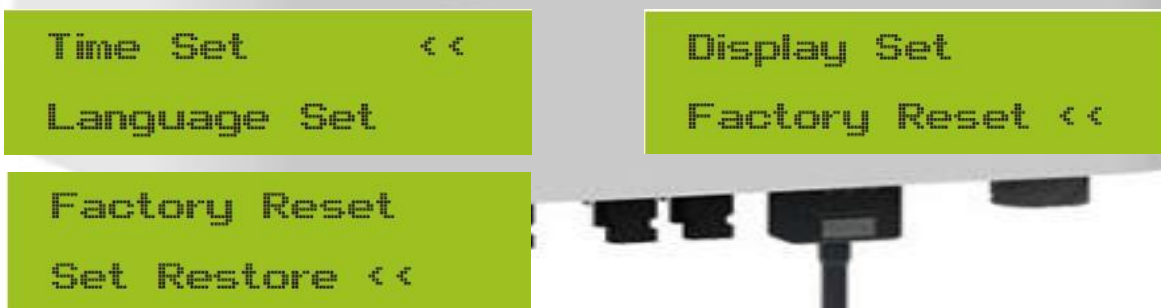 Time Set <<
Language Set
Display Set
Factory Reset <<
Factory Reset
Set Restore <<